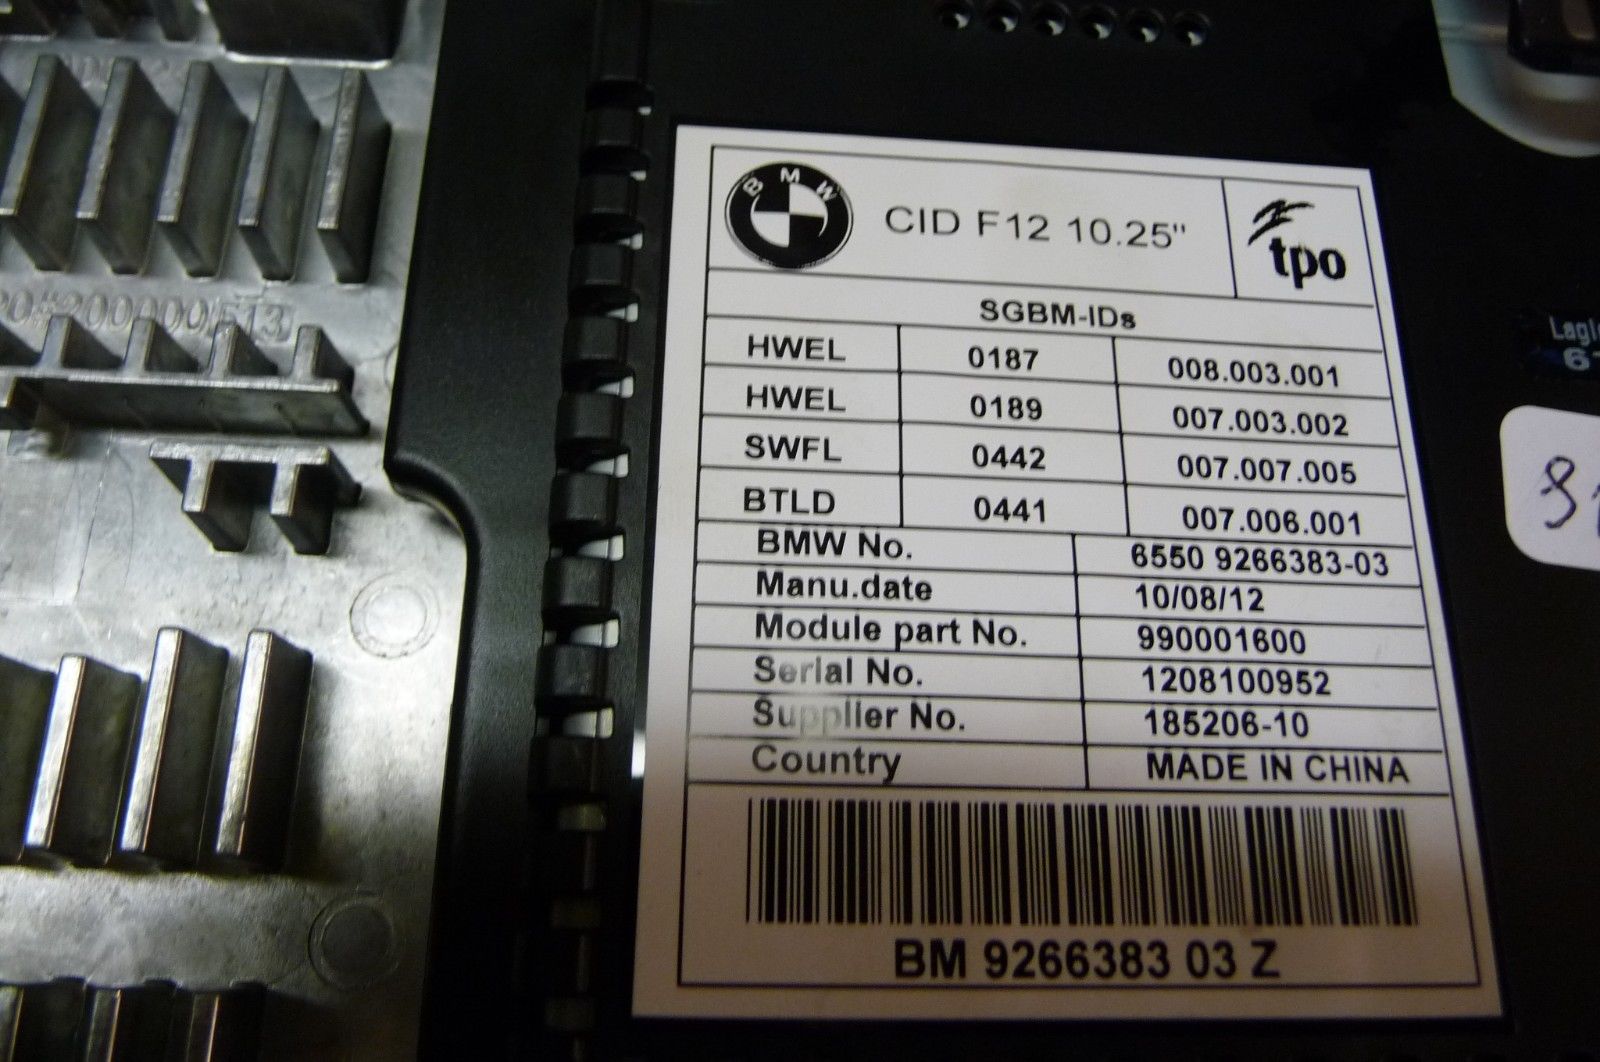 BMW
CID F12 10.25"
tpo
SGBM-IDs
HWEL 0187 008.003.001
HWEL 0189 007.003.002
SWFL 0442 007.007.005
BTLD 0441 007.006.001
BMW No. 6550 9266383-03
Manu.date 10/08/12
Module part No. 990001600
Serial No. 1208100952
Supplier No. 185206-10
Country MADE IN CHINA
BM 9266383 03 Z